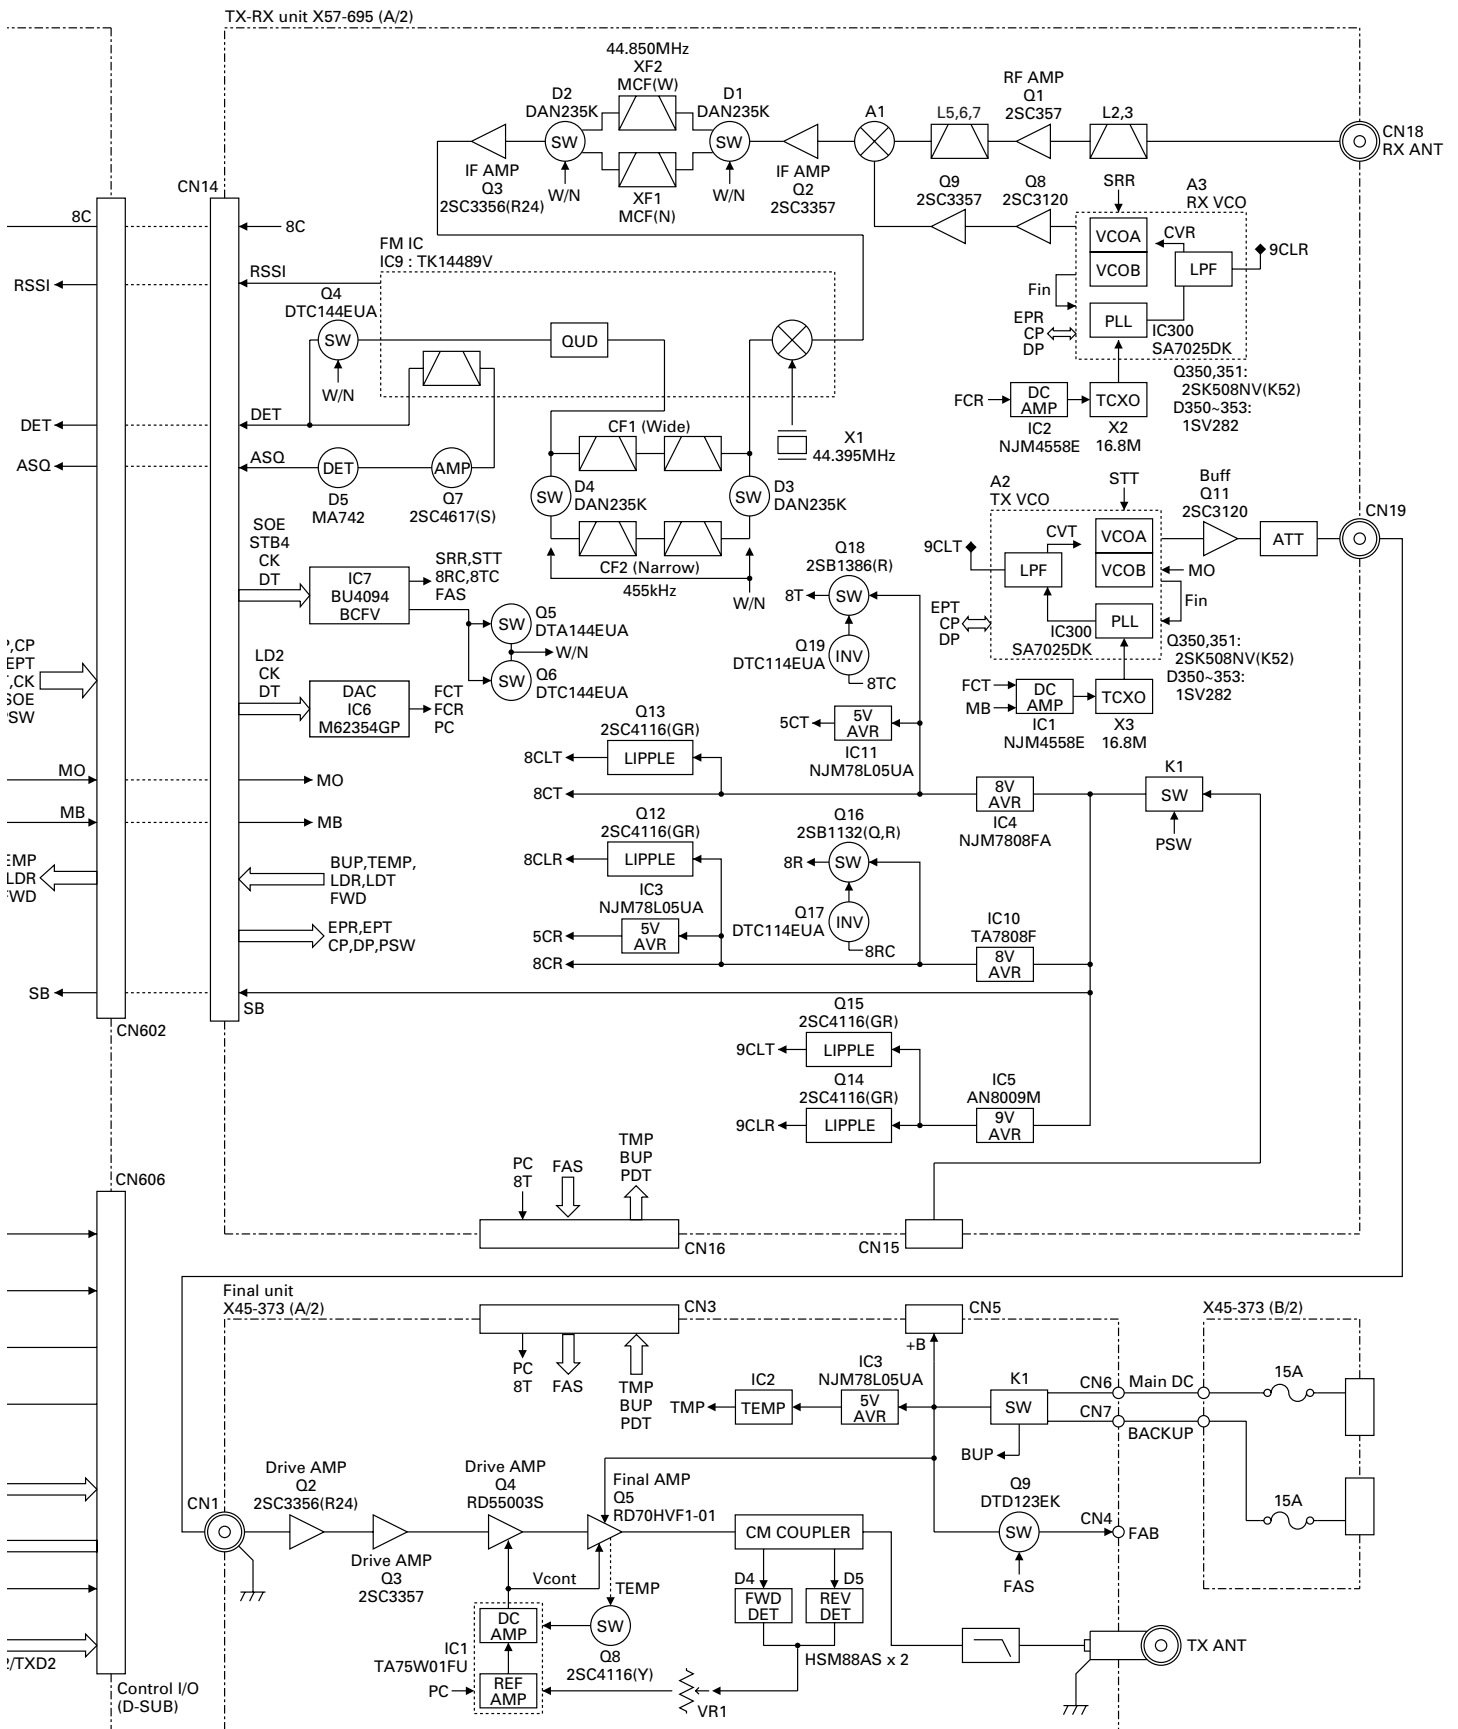 TX-RX unit X57-695 (A/2)
44.850MHz
XF2
MCF(W)
D2
DAN235K
D1
DAN235K
SW
SW
W/N
W/N
XF1
MCF(N)
IF AMP
Q3
2SC3356(R24)
IF AMP
Q2
2SC3357
A1
L5,6,7
RF AMP
Q1
2SC357
L2,3
CN18
RX ANT
Q9
2SC3357
Q8
2SC3120
SRR
A3
RX VCO
VCOA
VCOB
CVR
LPF
9CLR
Fin
PLL
EPR
CP
DP
IC300
SA7025DK
Q350,351:
2SK508NV(K52)
D350~353:
1SV282
FCR
DC
AMP
IC2
NJM4558E
TCXO
X2
16.8M
CN14
8C
8C
RSSI
RSSI
FM IC
IC9 : TK14489V
Q4
DTC144EUA
SW
W/N
QUD
DET
DET
ASQ
ASQ
DET
D5
MA742
AMP
Q7
2SC4617(S)
CF1 (Wide)
X1
44.395MHz
SW
D4
DAN235K
SW
D3
DAN235K
CF2 (Narrow)
455kHz
W/N
A2
TX VCO
STT
VCOA
VCOB
CVT
LPF
9CLT
MO
Fin
PLL
EPT
CP
DP
IC300
SA7025DK
Buff
Q11
2SC3120
ATT
CN19
Q350,351:
2SK508NV(K52)
D350~353:
1SV282
FCT
MB
DC
AMP
IC1
NJM4558E
TCXO
X3
16.8M
SOE
STB4
CK
DT
IC7
BU4094
BCFV
SRR,STT
8RC,8TC
FAS
SW
Q5
DTA144EUA
W/N
SW
Q6
DTC144EUA
LD2
CK
DT
DAC
IC6
M62354GP
FCT
FCR
PC
Q18
2SB1386(R)
8T
SW
Q19
DTC114EUA
INV
8TC
5CT
5V
AVR
IC11
NJM78L05UA
Q13
2SC4116(GR)
8CLT
LIPPLE
8CT
8V
AVR
IC4
NJM7808FA
K1
SW
PSW
,CP
EPT
,CK
SOE
PSW
MO
MO
MB
MB
EMP
LDR
FWD
BUP,TEMP,
LDR,LDT
FWD
EPR,EPT
CP,DP,PSW
Q12
2SC4116(GR)
8CLR
LIPPLE
IC3
NJM78L05UA
5CR
5V
AVR
8CR
Q16
2SB1132(Q,R)
8R
SW
Q17
DTC114EUA
INV
8RC
IC10
TA7808F
8V
AVR
SB
SB
CN602
Q15
2SC4116(GR)
9CLT
LIPPLE
Q14
2SC4116(GR)
9CLR
LIPPLE
IC5
AN8009M
9V
AVR
CN606
PC
8T
FAS
TMP
BUP
PDT
CN16
CN15
Final unit
X45-373 (A/2)
CN3
CN5
X45-373 (B/2)
PC
8T
FAS
TMP
BUP
PDT
+B
TMP
IC2
TEMP
IC3
NJM78L05UA
5V
AVR
K1
SW
BUP
CN6
Main DC
CN7
BACKUP
15A
15A
Drive AMP
Q2
2SC3356(R24)
Drive AMP
Q4
RD55003S
Final AMP
Q5
RD70HVF1-01
Q9
DTD123EK
SW
FAS
CN4
FAB
CN1
Drive AMP
Q3
2SC3357
CM COUPLER
D4
FWD
DET
D5
REV
DET
HSM88AS x 2
Vcont
TEMP
SW
Q8
2SC4116(Y)
DC
AMP
IC1
TA75W01FU
REF
AMP
PC
VR1
TX ANT
2/TXD2
Control I/O
(D-SUB)